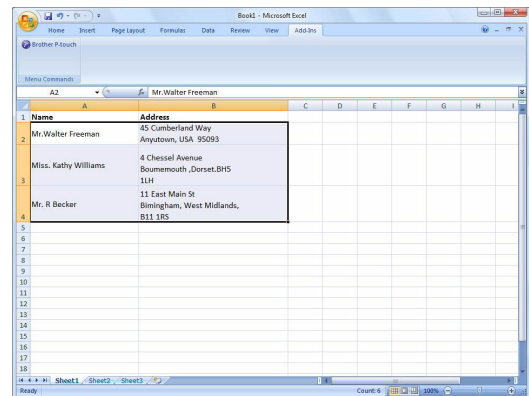 Book1 - Microsoft Excel
Home Insert Page Layout Formulas Data Review View Add-Ins
Brother P-touch
Menu Commands
A2 fx Mr.Walter Freeman
A B C D E F G H I
1 Name Address
2 Mr.Walter Freeman 45 Cumberland Way
Anytown, USA 95093
3 Miss. Kathy Williams 4 Chessel Avenue
Boumemouth ,Dorset.BH5
1LH
4 Mr. R Becker 11 East Main St
Bimingham, West Midlands,
B11 1RS
5
6
7
8
9
10
11
12
13
14
15
16
17
18
Sheet1 Sheet2 Sheet3
Ready Count: 6 100%